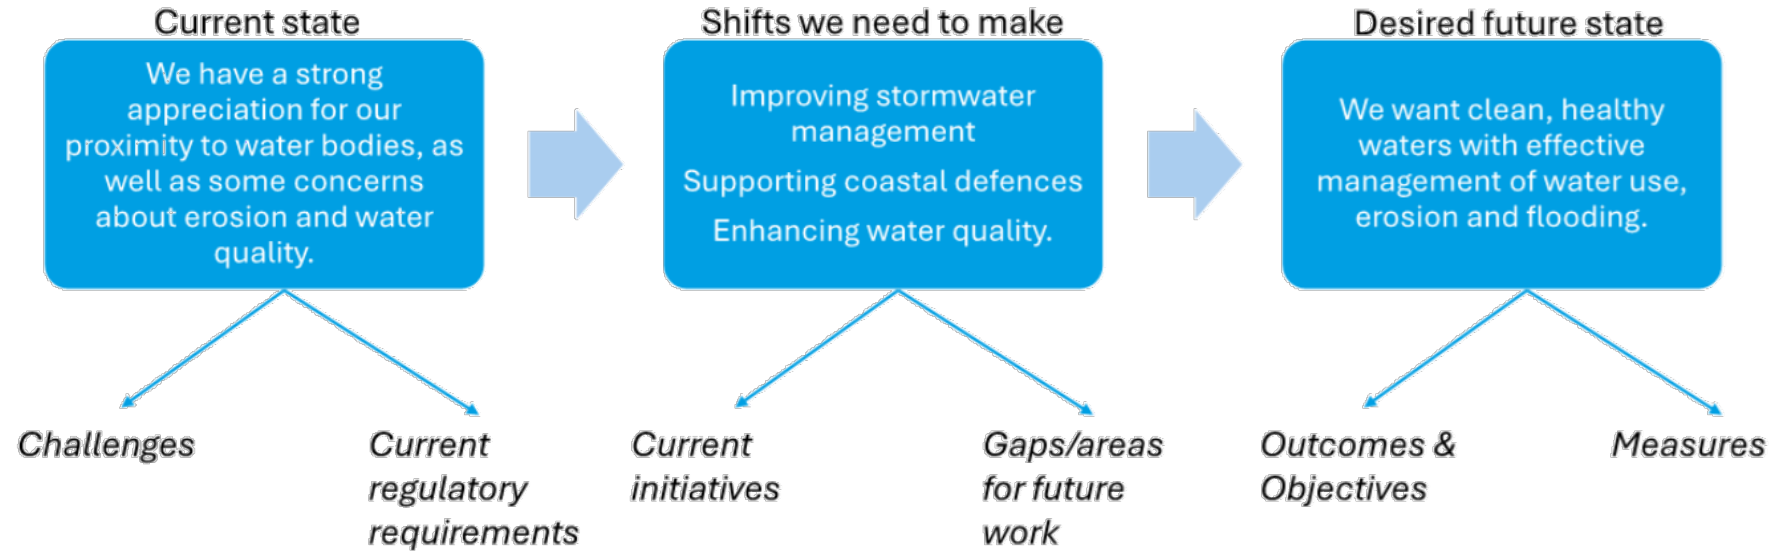 Current state
We have a strong
appreciation for our
proximity to water bodies, as
well as some concerns
about erosion and water
quality.
Shifts we need to make
Improving stormwater
management
Supporting coastal defences
Enhancing water quality.
Desired future state
We want clean, healthy
waters with effective
management of water use,
erosion and flooding.
Challenges
Current
regulatory
requirements
Current
initiatives
Gaps/areas
for future
work
Outcomes &
Objectives
Measures